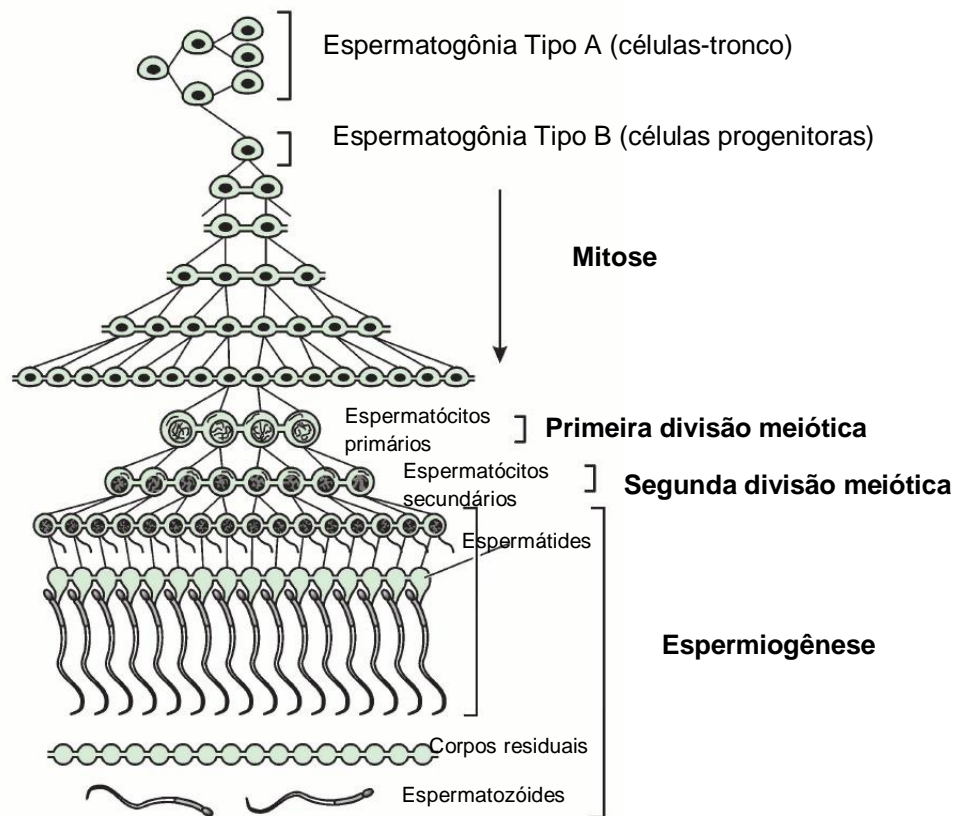 Espermatogônia Tipo A (células-tronco)
Espermatogônia Tipo B (células progenitoras)
Mitose
Espermatócitos
primários
Primeira divisão meiótica
Espermatócitos
secundários
Segunda divisão meiótica
Espermátides
Espermiogênese
Corpos residuais
Espermatozóides